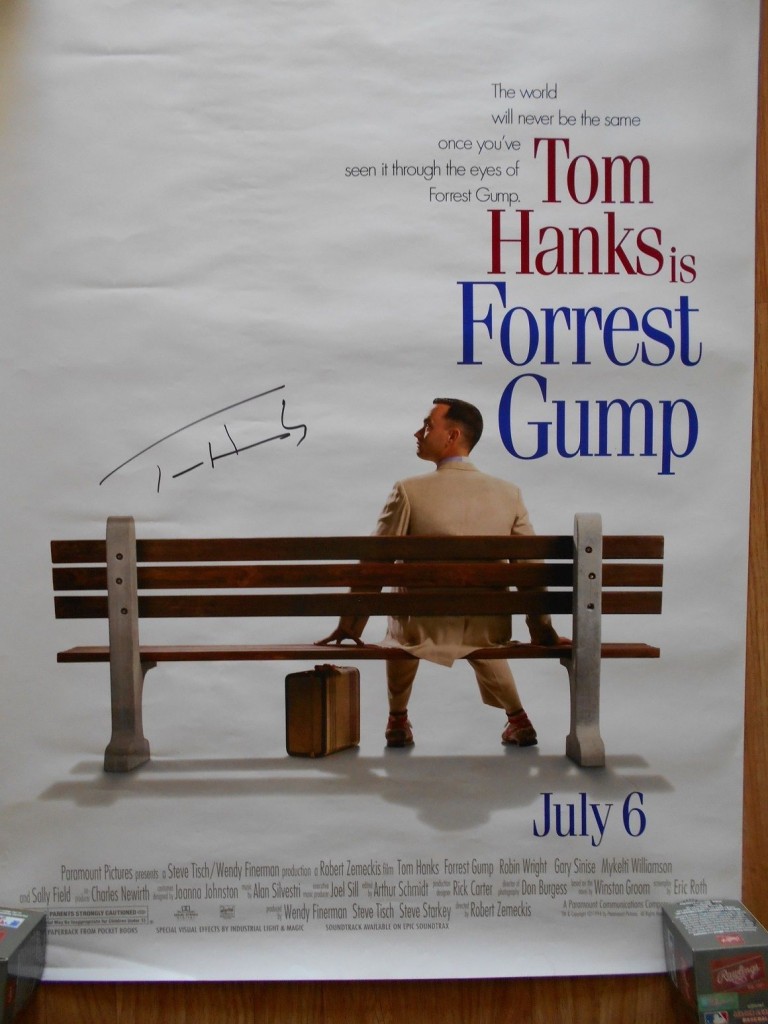 The world
will never be the same
once you've
seen it through the eyes of
Forrest Gump.
Tom
Hanks is
Forrest
Gump
July 6
Paramount Pictures presents a Steve Tisch/Wendy Finerman production a Robert Zemeckis film Tom Hanks Forrest Gump Robin Wright Gary Sinise Mykelti Williamson
and Sally Field Charles Newirth Joanna Johnston Alan Silvestri Joel Sill Arthur Schmidt Rick Carter Don Burgess Winston Groom Eric Roth
produced by Wendy Finerman Steve Tisch Steve Starkey directed by Robert Zemeckis A Paramount Communications
PARENTS STRONGLY CAUTIONED
PAPERBACK FROM POCKET BOOKS SPECIAL VISUAL EFFECTS BY INDUSTRIAL LIGHT & MAGIC SOUNDTRACK AVAILABLE ON EPIC SOUNDTRAX
Rawlings